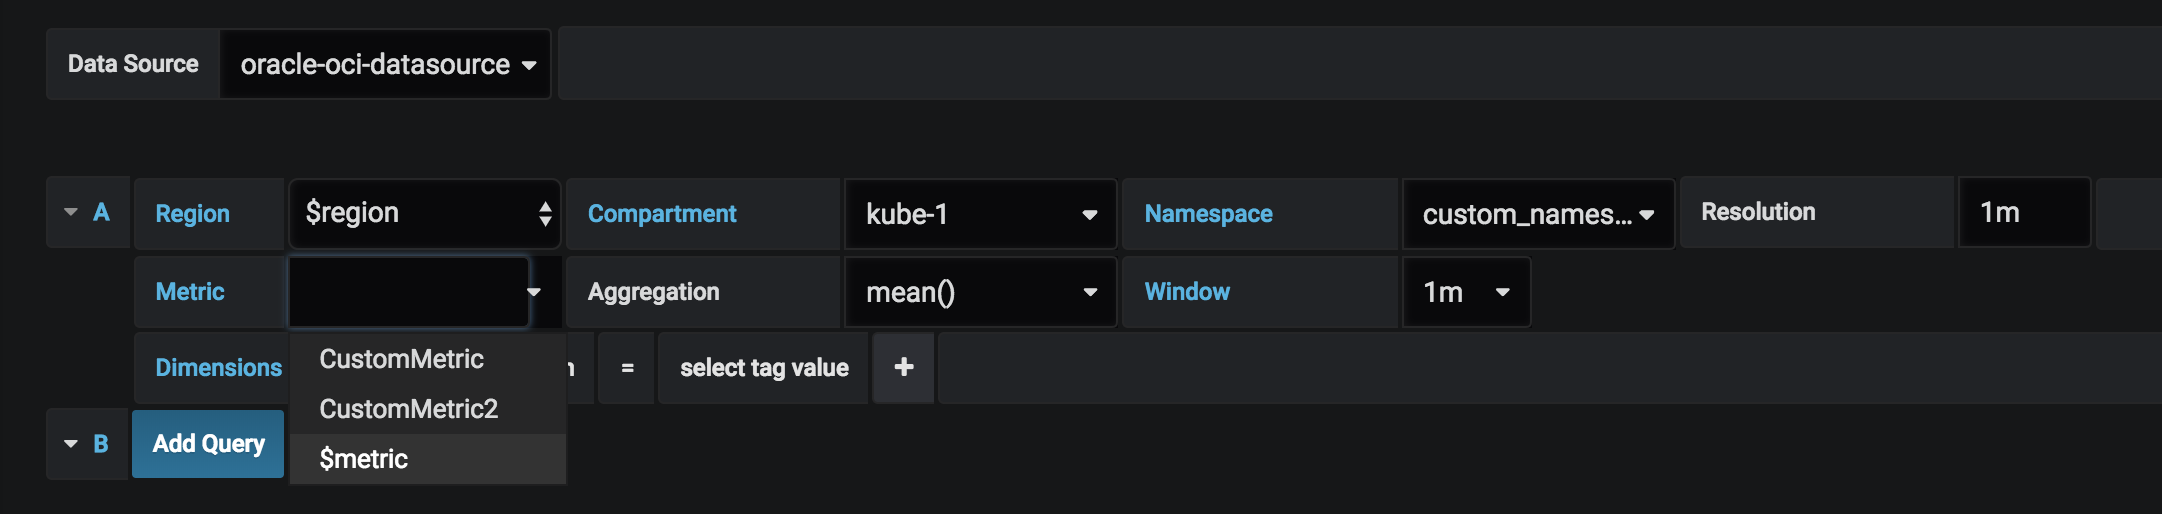 Data Source oracle-oci-datasource
A Region $region Compartment kube-1 Namespace custom_names... Resolution 1m
Metric Aggregation mean() Window 1m
Dimensions = select tag value +
CustomMetric
CustomMetric2
$metric
B Add Query